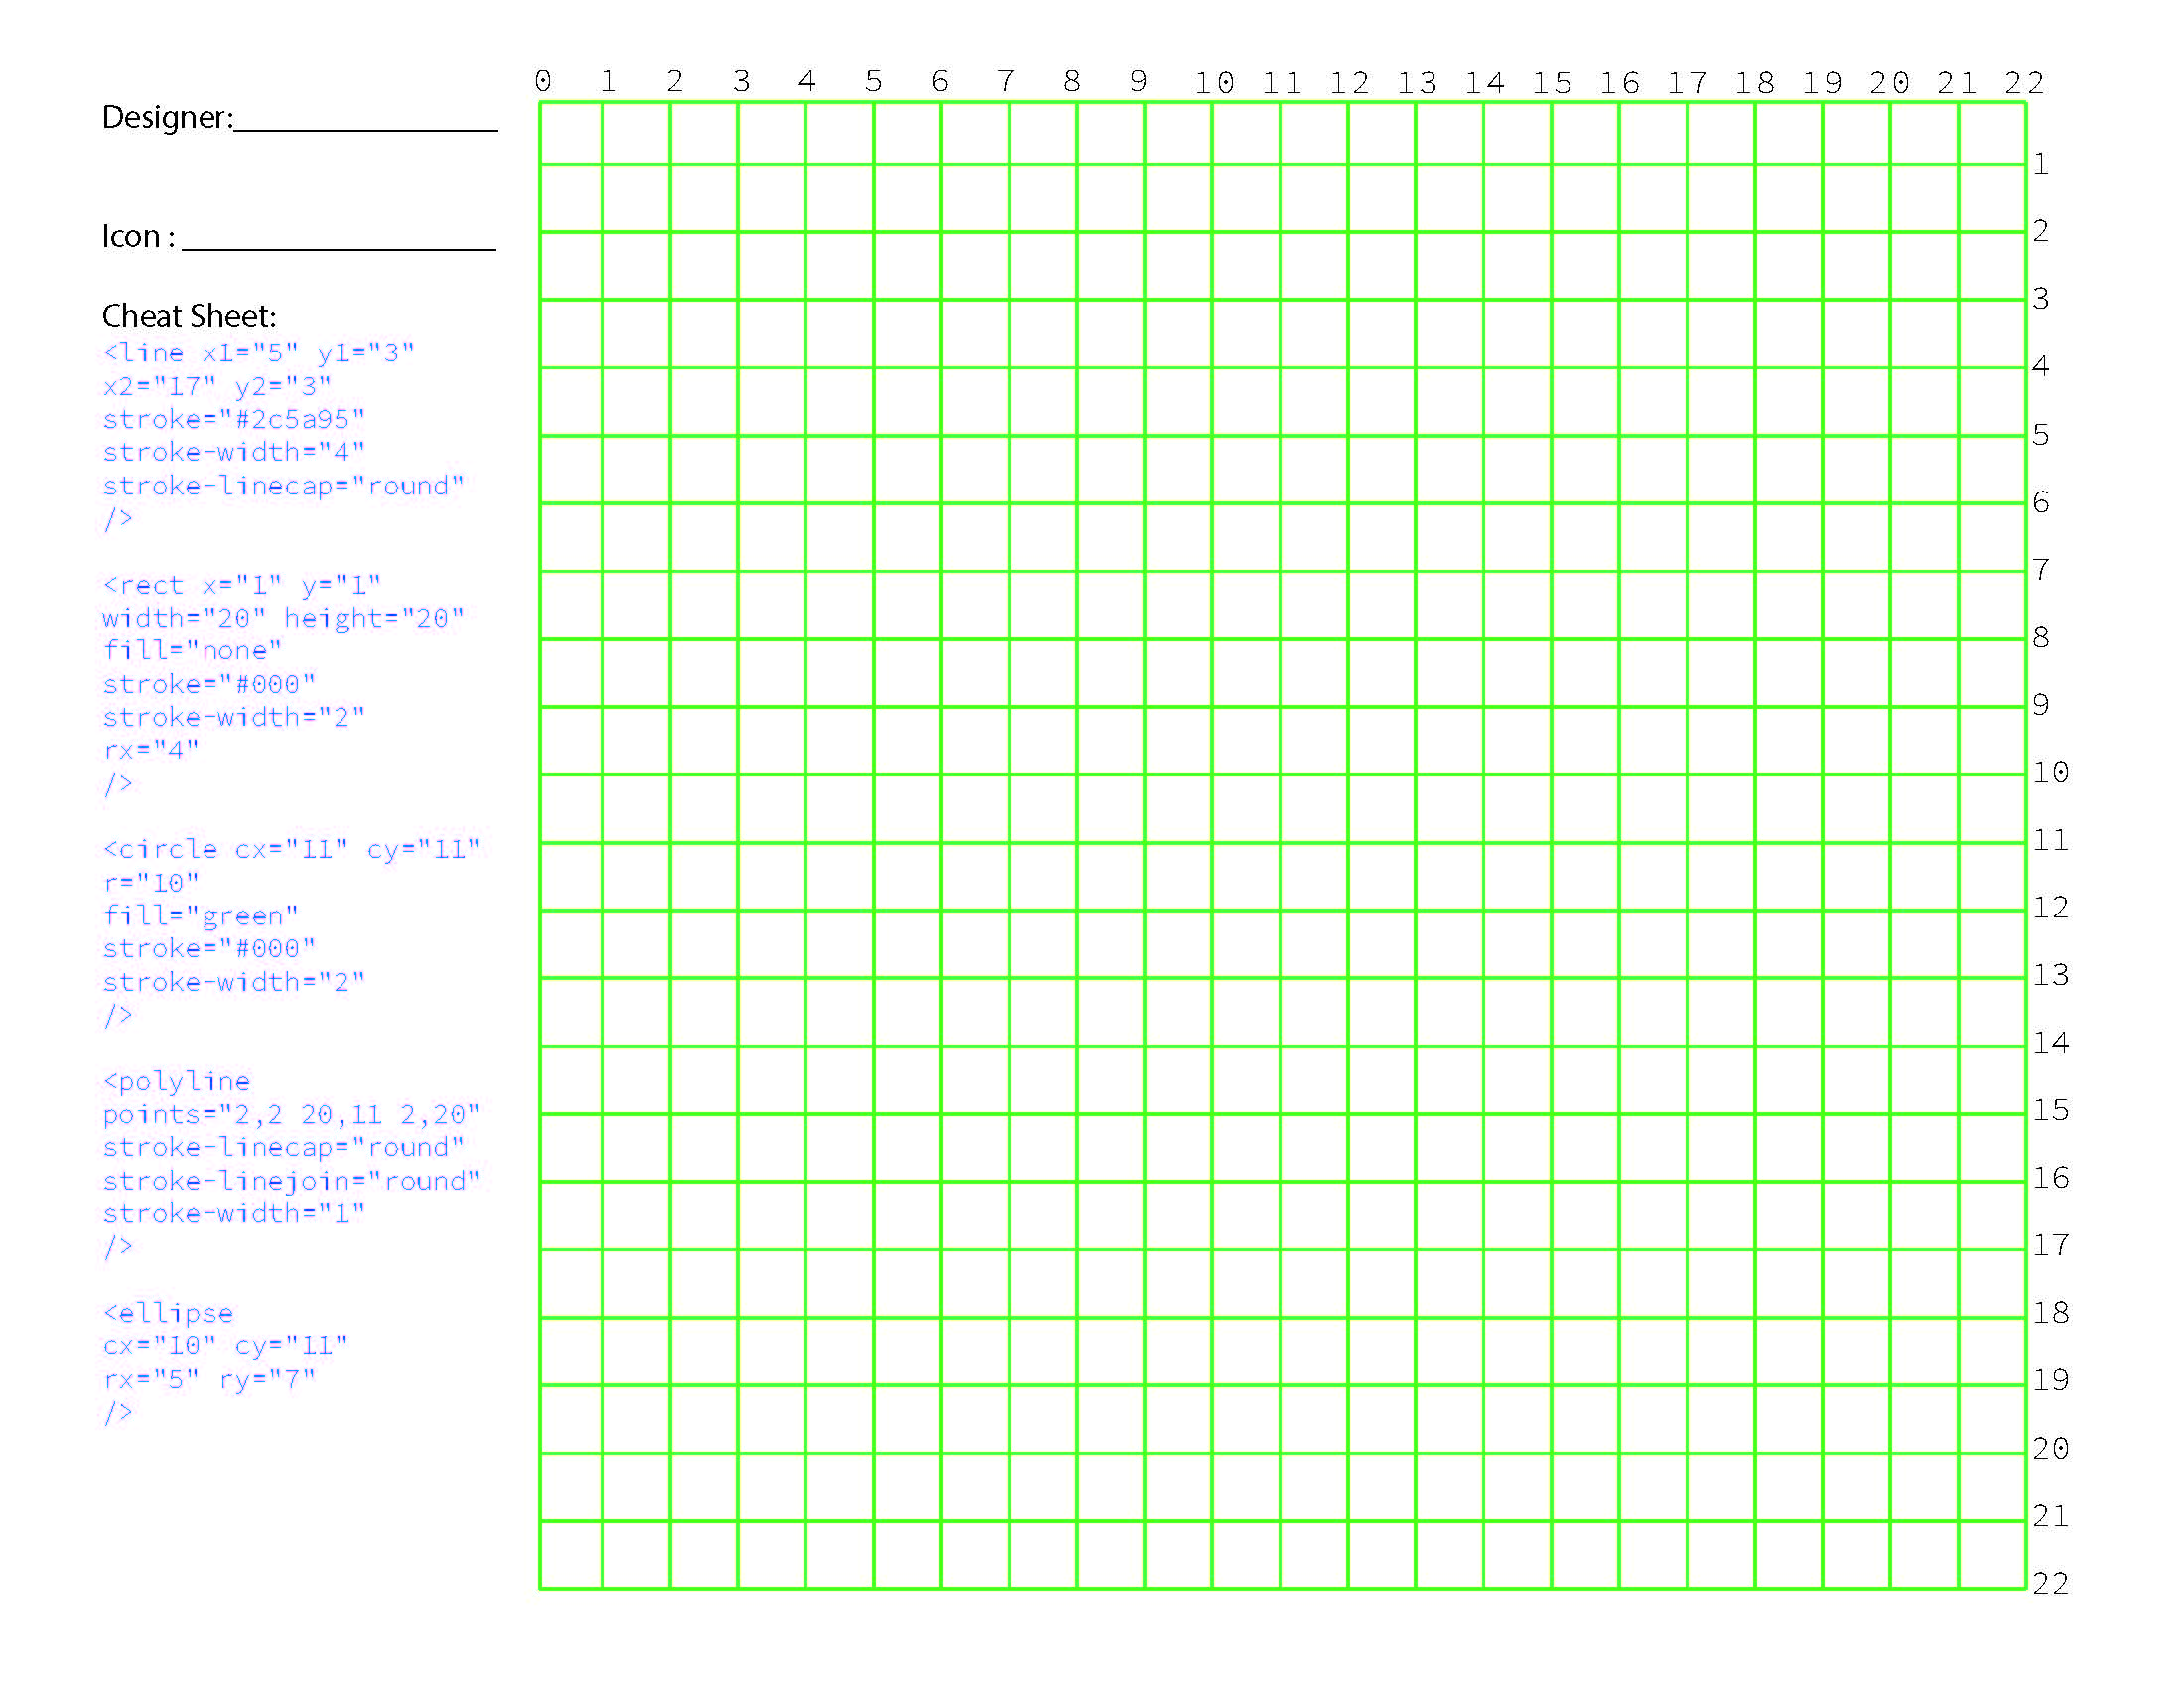 0 1 2 3 4 5 6 7 8 9 10 11 12 13 14 15 16 17 18 19 20 21 22
Designer:________________
Icon : ___________________
Cheat Sheet:
<line x1="5" y1="3"
x2="17" y2="3"
stroke="#2c5a95"
stroke-width="4"
stroke-linecap="round"
/>
<rect x="1" y="1"
width="20" height="20"
fill="none"
stroke="#000"
stroke-width="2"
rx="4"
/>
<circle cx="11" cy="11"
r="10"
fill="green"
stroke="#000"
stroke-width="2"
/>
<polyline
points="2,2 20,11 2,20"
stroke-linecap="round"
stroke-linejoin="round"
stroke-width="1"
/>
<ellipse
cx="10" cy="11"
rx="5" ry="7"
/>
1
2
3
4
5
6
7
8
9
10
11
12
13
14
15
16
17
18
19
20
21
22